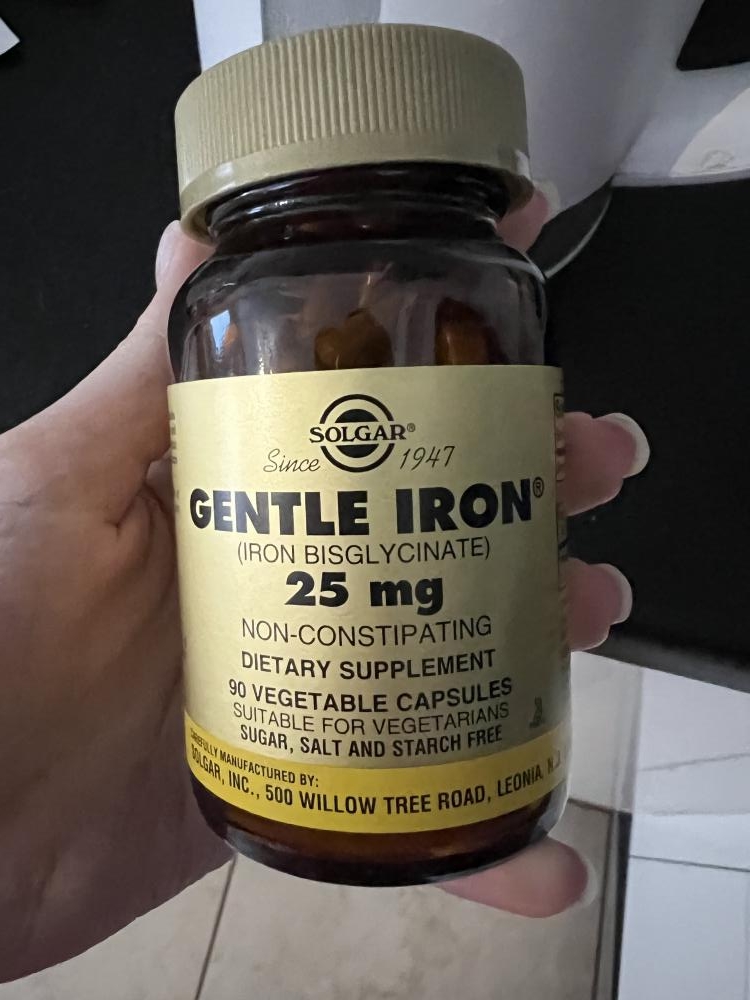 SOLGAR®
Since 1947
GENTLE IRON®
(IRON BISGLYCINATE)
25 mg
NON-CONSTIPATING
DIETARY SUPPLEMENT
90 VEGETABLE CAPSULES
SUITABLE FOR VEGETARIANS
SUGAR, SALT AND STARCH FREE
CAREFULLY MANUFACTURED BY:
SOLGAR, INC., 500 WILLOW TREE ROAD, LEONIA, N.J.